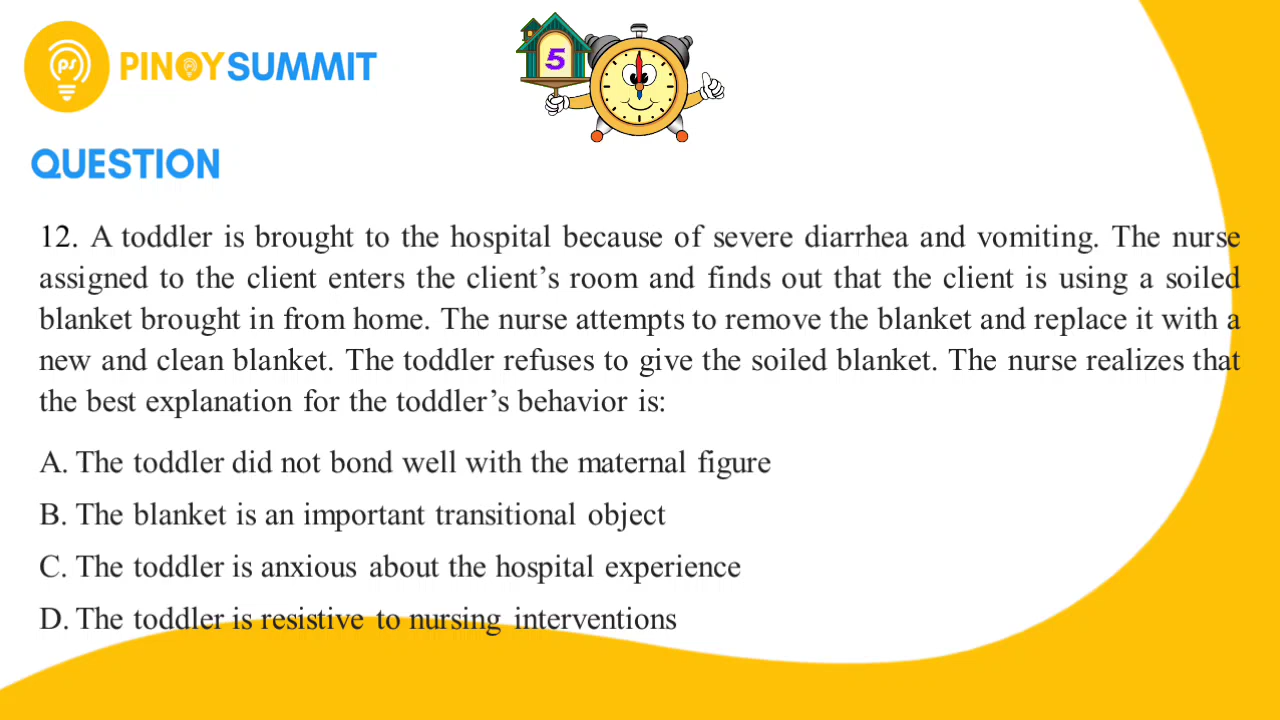 PINOYSUMMIT
5
QUESTION
12. A toddler is brought to the hospital because of severe diarrhea and vomiting. The nurse
assigned to the client enters the client’s room and finds out that the client is using a soiled
blanket brought in from home. The nurse attempts to remove the blanket and replace it with a
new and clean blanket. The toddler refuses to give the soiled blanket. The nurse realizes that
the best explanation for the toddler’s behavior is:
A. The toddler did not bond well with the maternal figure
B. The blanket is an important transitional object
C. The toddler is anxious about the hospital experience
D. The toddler is resistive to nursing interventions